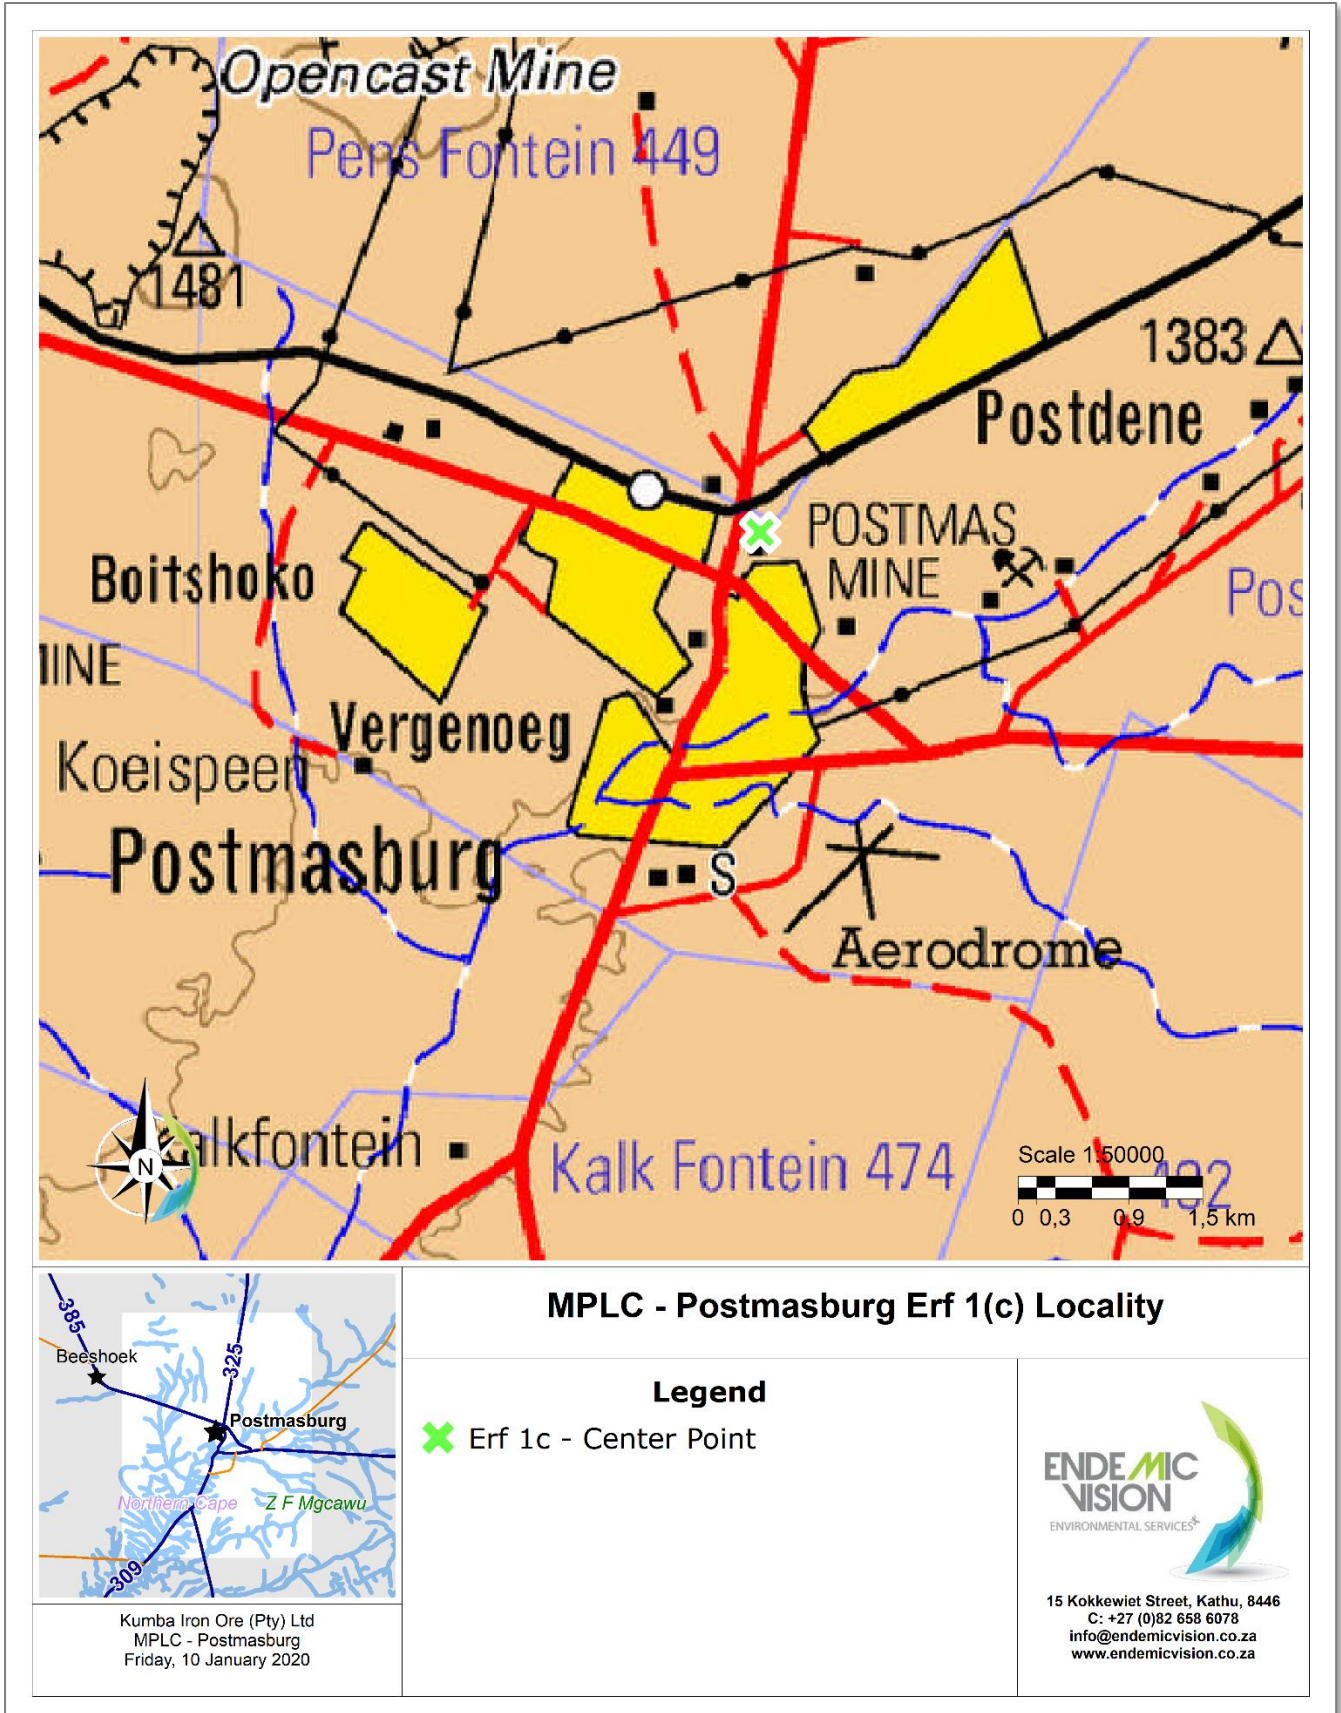 Opencast Mine
Pens Fontein 449
1481
1383
Postdene
POSTMAS
MINE
Boitshoko
Pos
MINE
Vergenoeg
Koeispeen
Postmasburg
S
Aerodrome
N
alkfontein
Kalk Fontein 474
Scale 1:50000
0 0,3 0,9 1,5 km
385
Beeshoek
325
Postmasburg
Northern Cape
Z F Mgcawu
309
Kumba Iron Ore (Pty) Ltd
MPLC - Postmasburg
Friday, 10 January 2020
MPLC - Postmasburg Erf 1(c) Locality
Legend
Erf 1c - Center Point
ENDEMIC
VISION
ENVIRONMENTAL SERVICES
15 Kokkewiet Street, Kathu, 8446
C: +27 (0)82 658 6078
info@endemicvision.co.za
www.endemicvision.co.za